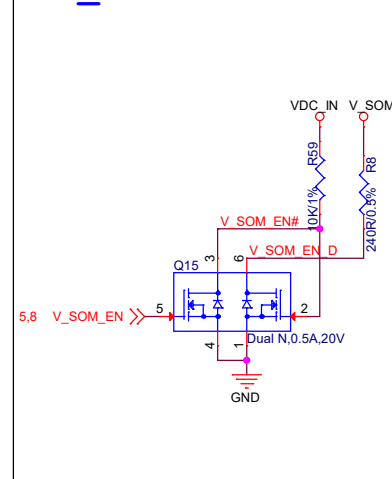 VDC_IN V_SOM
R59
10K/1%
R8
240R/0.5%
V_SOM_EN#
3
6
V_SOM_EN_D
Q15
5,8 V_SOM_EN
5
2
4
1
Dual N,0.5A,20V
GND